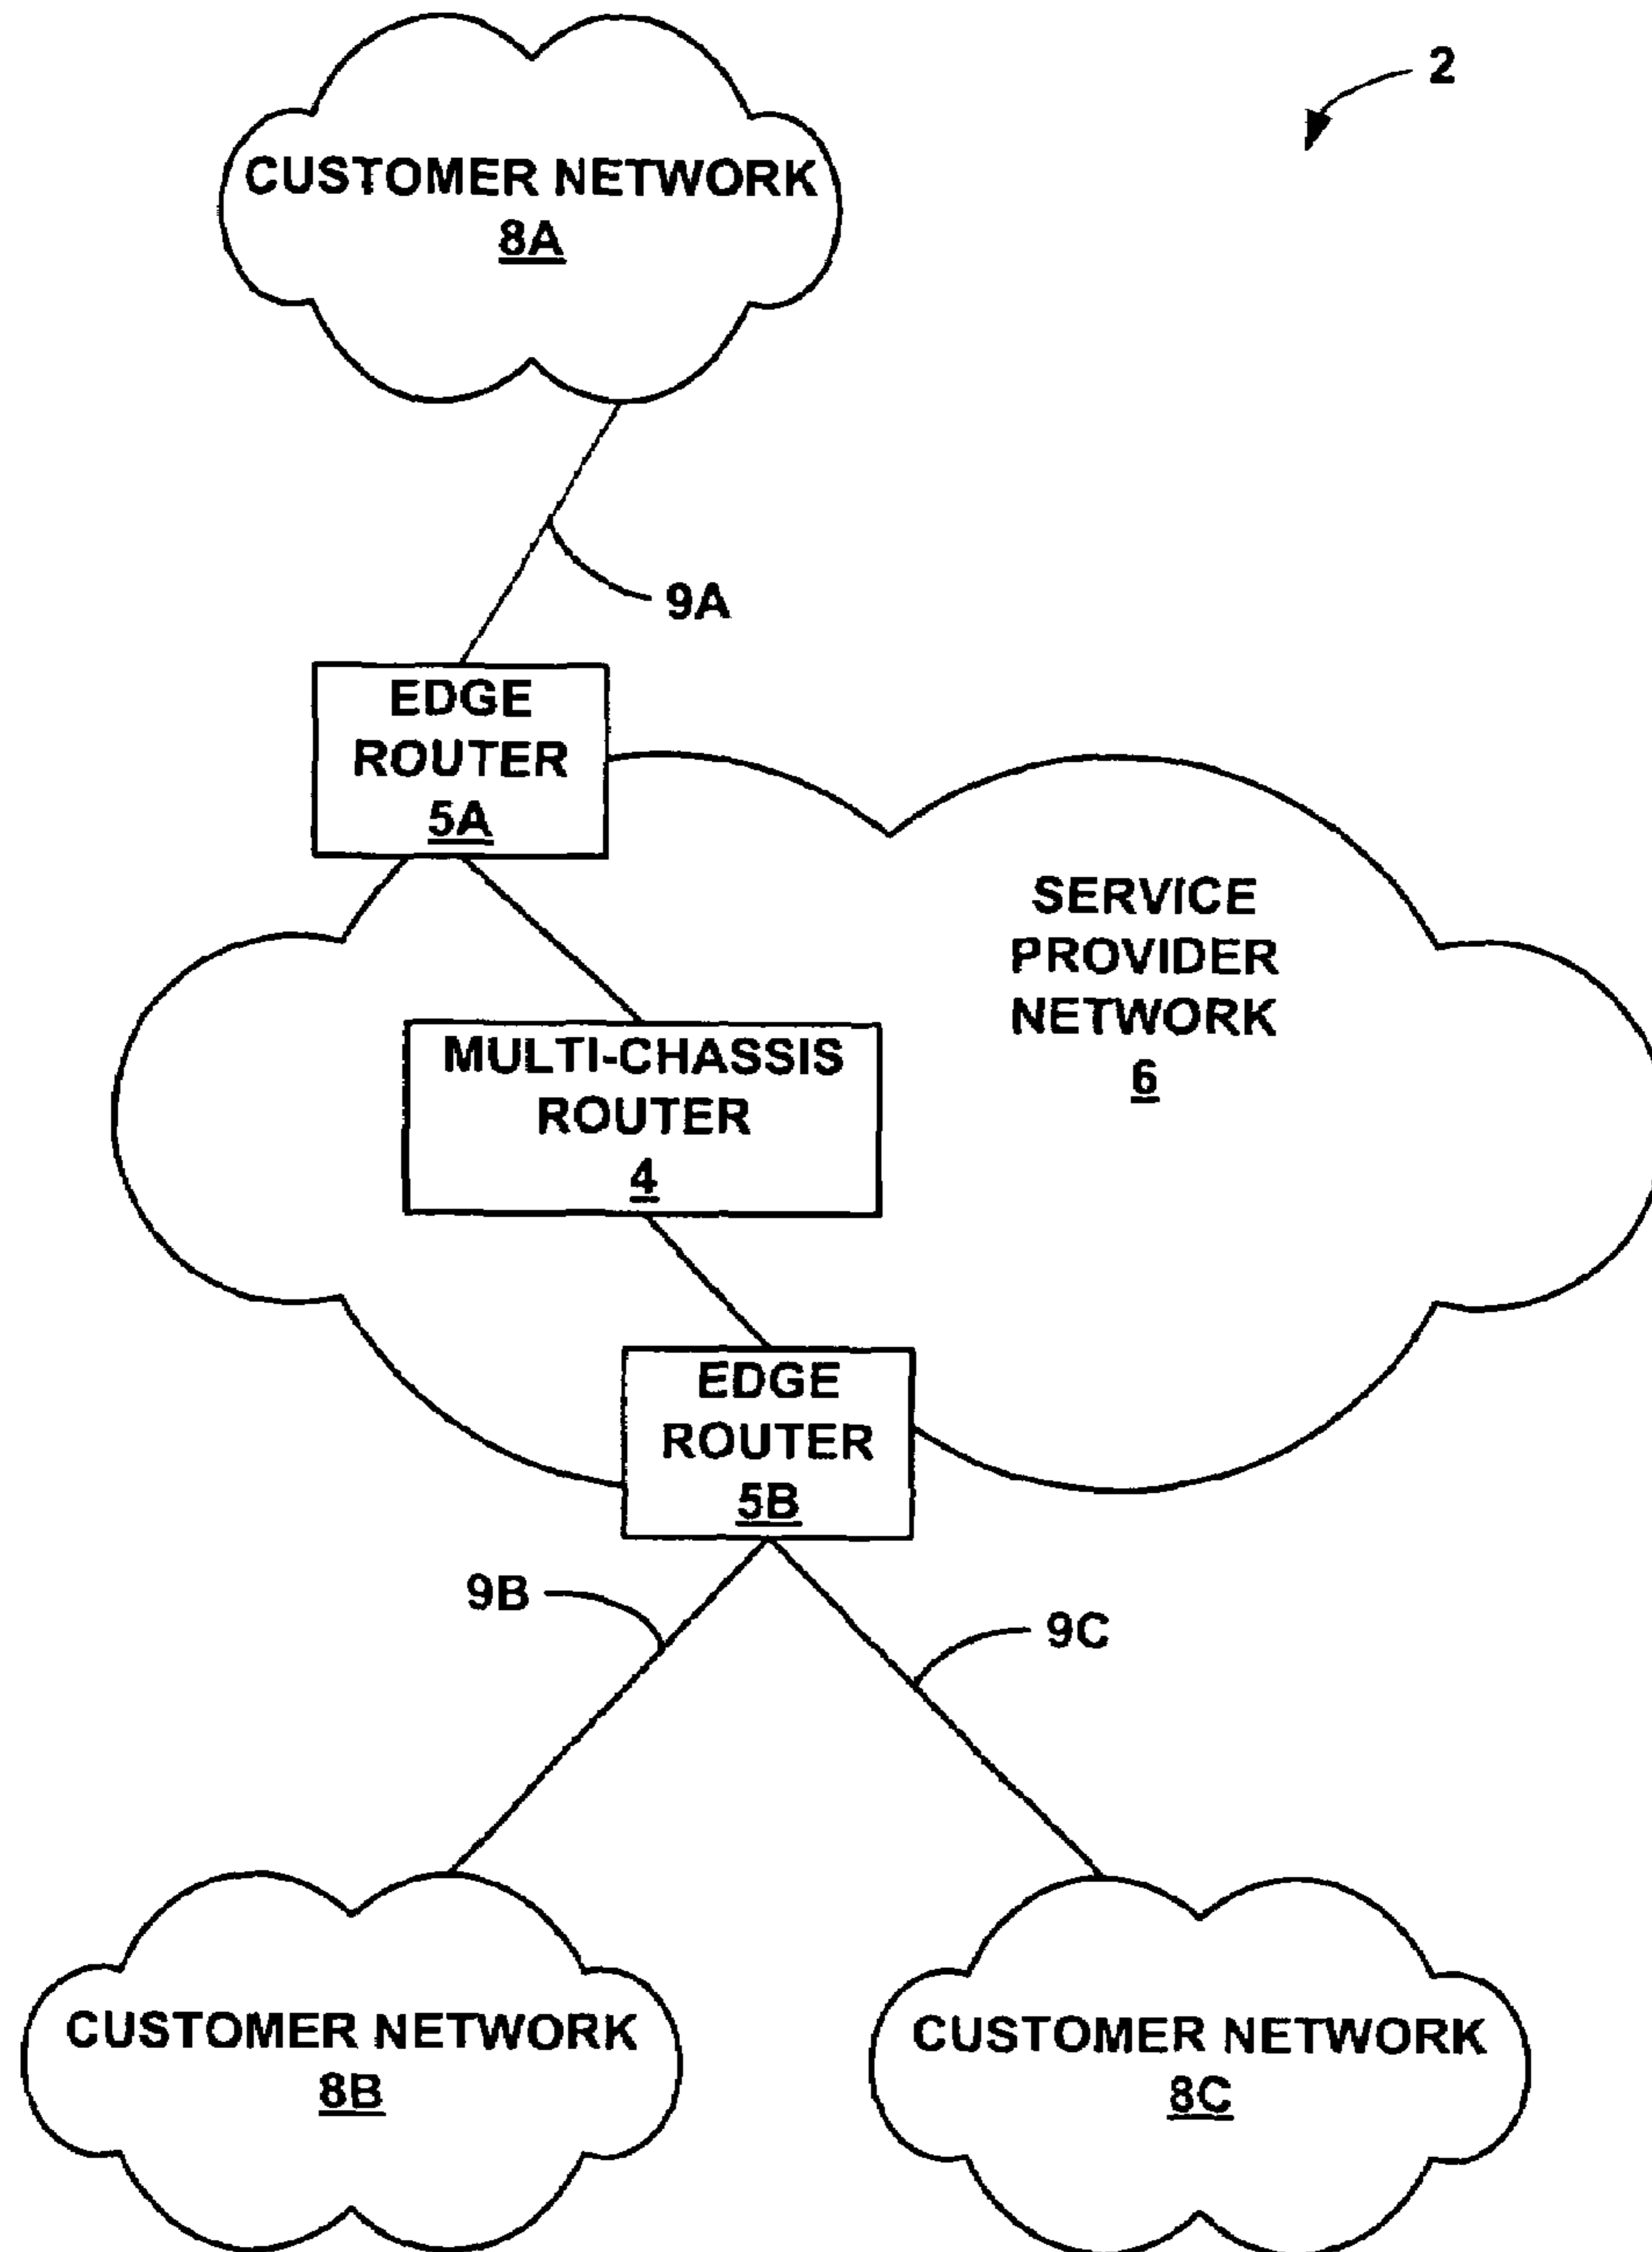 2
CUSTOMER NETWORK
8A
9A
EDGE
ROUTER
5A
SERVICE
PROVIDER
NETWORK
6
MULTI-CHASSIS
ROUTER
4
EDGE
ROUTER
5B
9B
9C
CUSTOMER NETWORK
8B
CUSTOMER NETWORK
8C